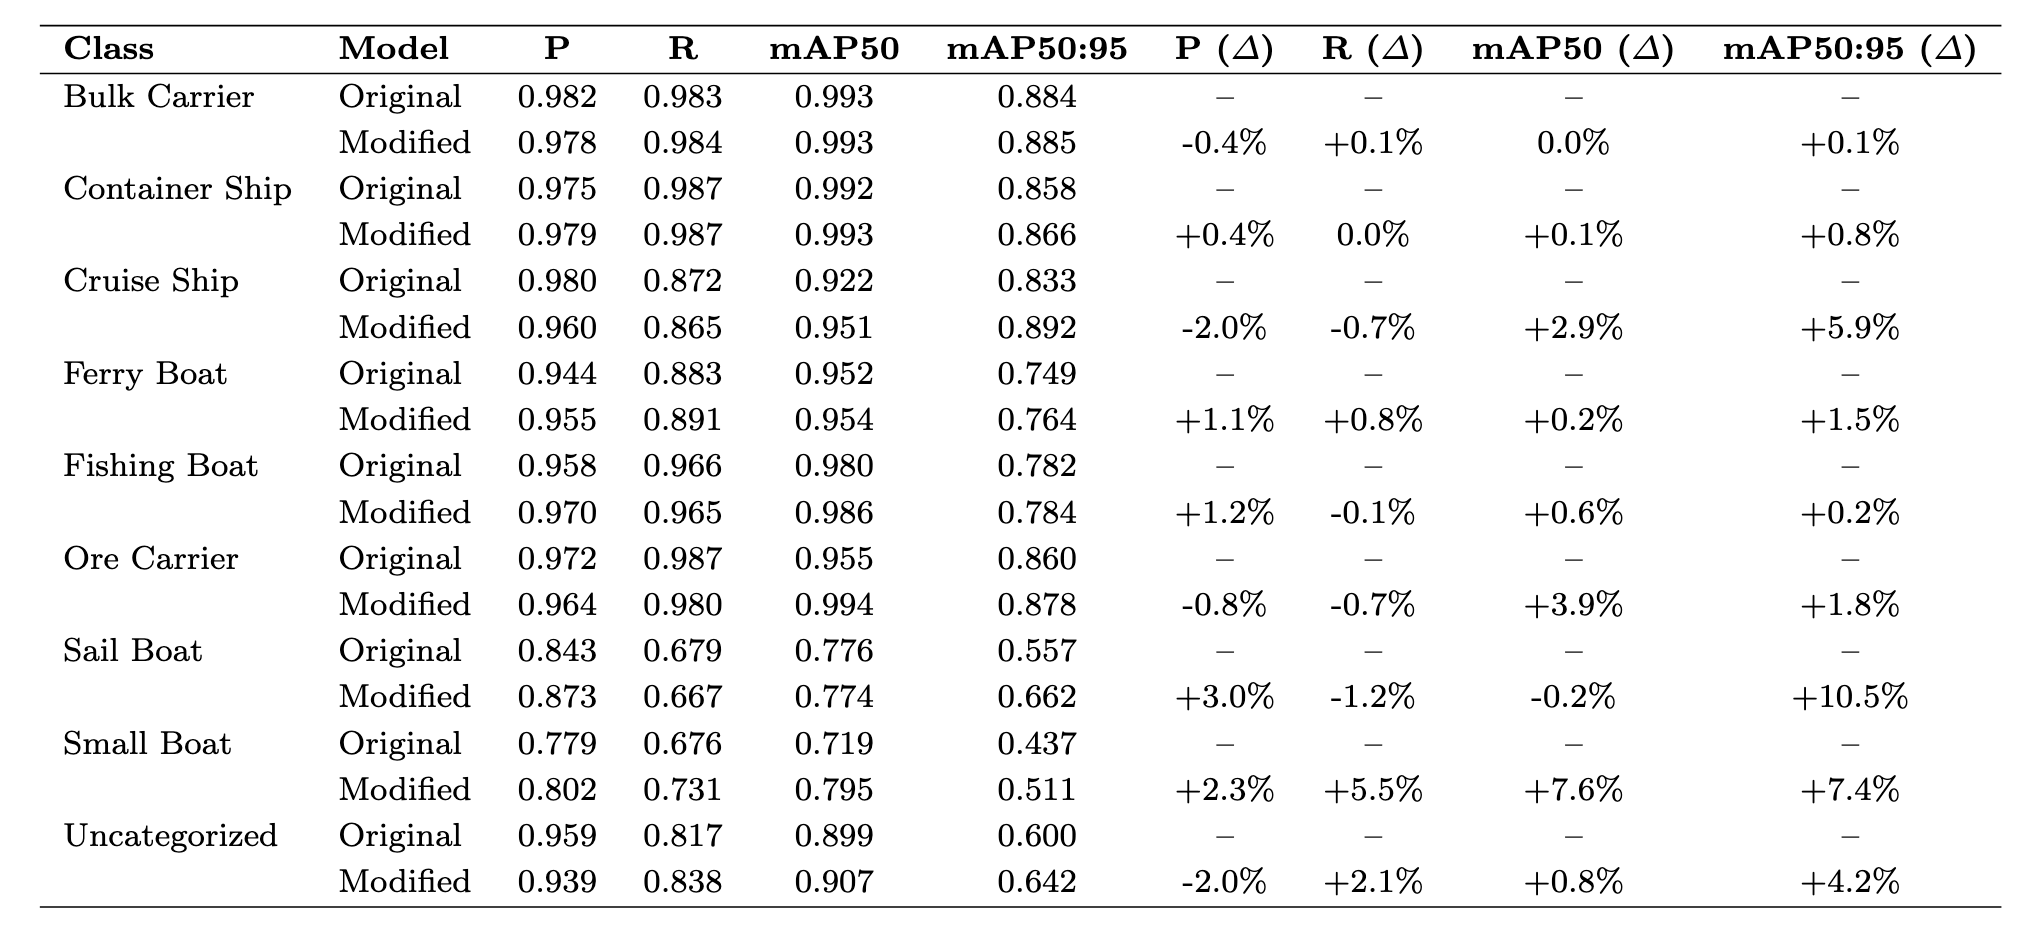 Class Model P R mAP50 mAP50:95 P (Δ) R (Δ) mAP50 (Δ) mAP50:95 (Δ)
Bulk Carrier Original 0.982 0.983 0.993 0.884 – – – –
Modified 0.978 0.984 0.993 0.885 -0.4% +0.1% 0.0% +0.1%
Container Ship Original 0.975 0.987 0.992 0.858 – – – –
Modified 0.979 0.987 0.993 0.866 +0.4% 0.0% +0.1% +0.8%
Cruise Ship Original 0.980 0.872 0.922 0.833 – – – –
Modified 0.960 0.865 0.951 0.892 -2.0% -0.7% +2.9% +5.9%
Ferry Boat Original 0.944 0.883 0.952 0.749 – – – –
Modified 0.955 0.891 0.954 0.764 +1.1% +0.8% +0.2% +1.5%
Fishing Boat Original 0.958 0.966 0.980 0.782 – – – –
Modified 0.970 0.965 0.986 0.784 +1.2% -0.1% +0.6% +0.2%
Ore Carrier Original 0.972 0.987 0.955 0.860 – – – –
Modified 0.964 0.980 0.994 0.878 -0.8% -0.7% +3.9% +1.8%
Sail Boat Original 0.843 0.679 0.776 0.557 – – – –
Modified 0.873 0.667 0.774 0.662 +3.0% -1.2% -0.2% +10.5%
Small Boat Original 0.779 0.676 0.719 0.437 – – – –
Modified 0.802 0.731 0.795 0.511 +2.3% +5.5% +7.6% +7.4%
Uncategorized Original 0.959 0.817 0.899 0.600 – – – –
Modified 0.939 0.838 0.907 0.642 -2.0% +2.1% +0.8% +4.2%